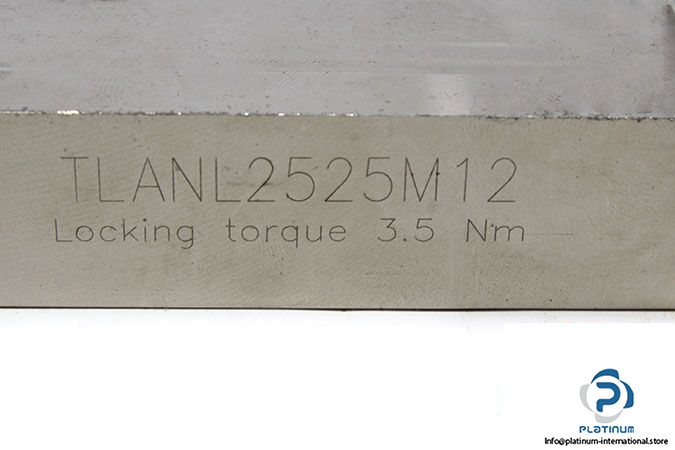 TLANL2525M12
Locking torque 3.5 Nm
PLATINUM
Info@platinum-international.store